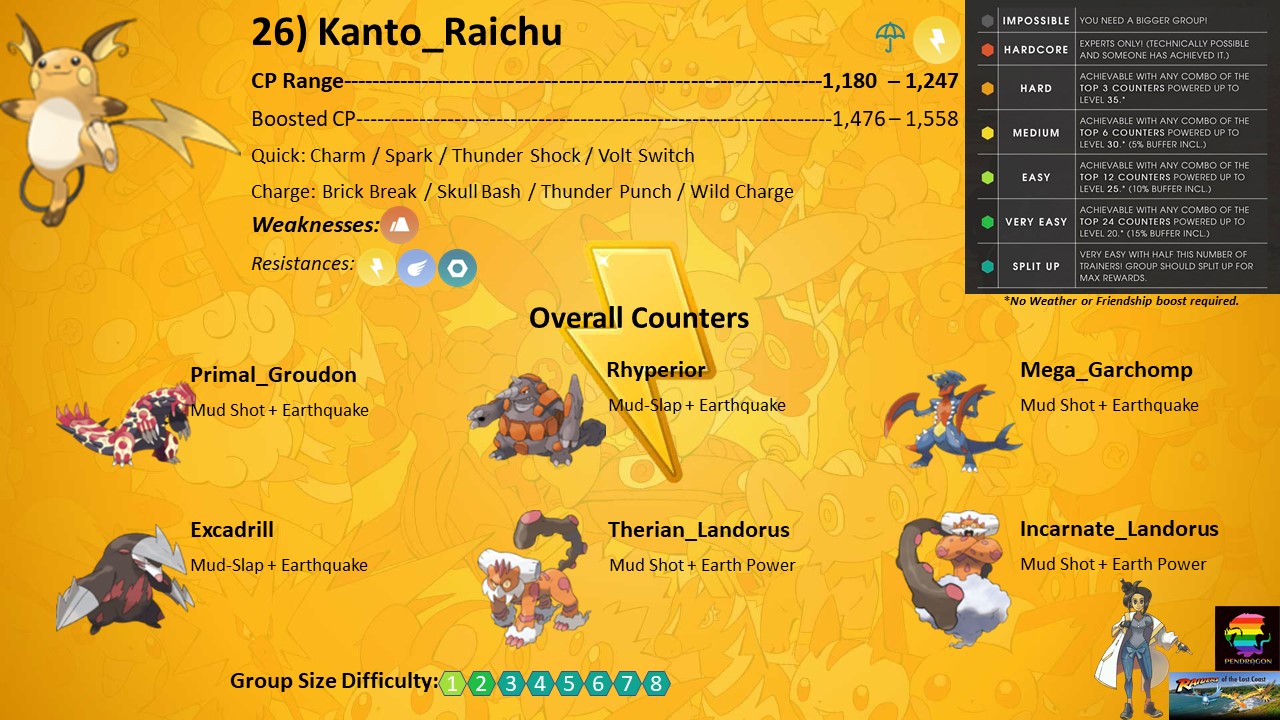 26) Kanto_Raichu
CP Range--------------------------------------------------------------------1,180 – 1,247
Boosted CP--------------------------------------------------------------------1,476 – 1,558
Quick: Charm / Spark / Thunder Shock / Volt Switch
Charge: Brick Break / Skull Bash / Thunder Punch / Wild Charge
Weaknesses:
Resistances:
IMPOSSIBLE YOU NEED A BIGGER GROUP!
HARDCORE EXPERTS ONLY! (TECHNICALLY POSSIBLE
AND SOMEONE HAS ACHIEVED IT.)
HARD ACHIEVABLE WITH ANY COMBO OF THE
TOP 3 COUNTERS POWERED UP TO
LEVEL 35.*
MEDIUM ACHIEVABLE WITH ANY COMBO OF THE
TOP 6 COUNTERS POWERED UP TO
LEVEL 30.* (5% BUFFER INCL.)
EASY ACHIEVABLE WITH ANY COMBO OF THE
TOP 12 COUNTERS POWERED UP TO
LEVEL 25.* (10% BUFFER INCL.)
VERY EASY ACHIEVABLE WITH ANY COMBO OF THE
TOP 24 COUNTERS POWERED UP TO
LEVEL 20.* (15% BUFFER INCL.)
SPLIT UP VERY EASY WITH HALF THIS NUMBER OF
TRAINERS! GROUP SHOULD SPLIT UP FOR
MAX REWARDS.
*No Weather or Friendship boost required.
Overall Counters
Primal_Groudon
Mud Shot + Earthquake
Rhyperior
Mud-Slap + Earthquake
Mega_Garchomp
Mud Shot + Earthquake
Excadrill
Mud-Slap + Earthquake
Therian_Landorus
Mud Shot + Earth Power
Incarnate_Landorus
Mud Shot + Earth Power
Group Size Difficulty: 1 2 3 4 5 6 7 8
PENDRAGON
RAIDERS of the Lost Coast